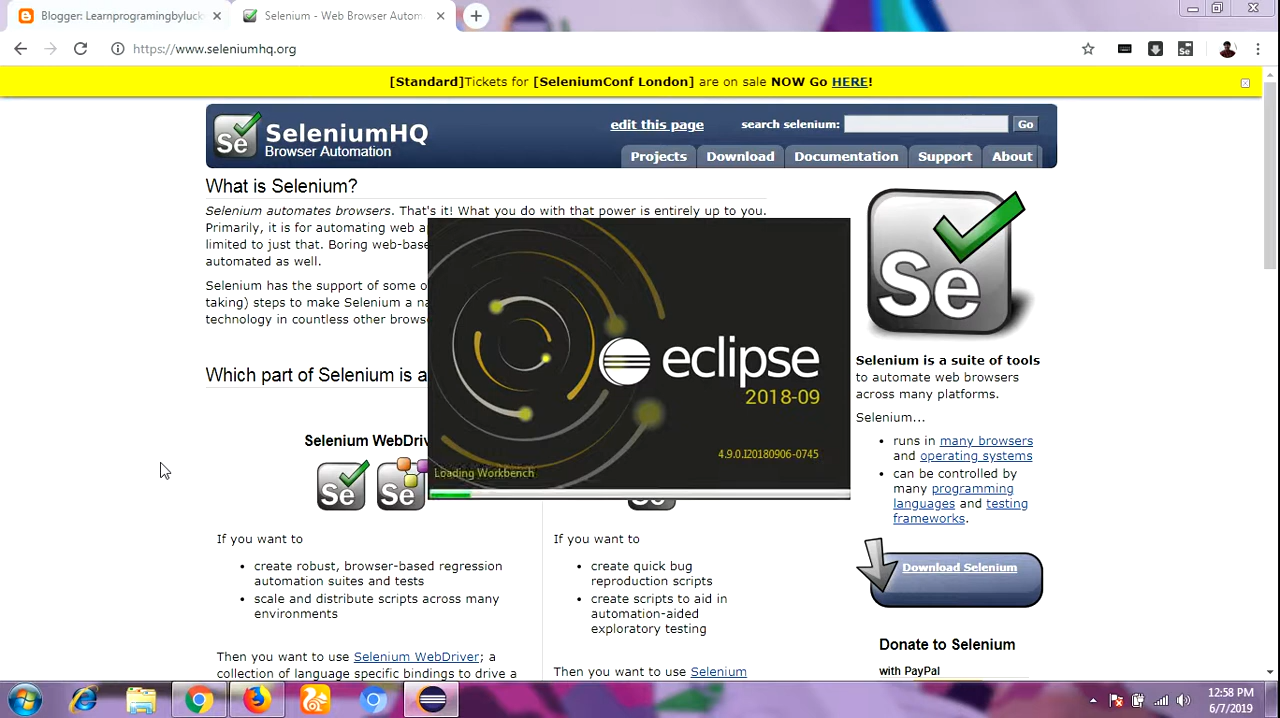 Blogger: Learnprogramingbyluck
Selenium - Web Browser Autom
https://www.seleniumhq.org
[Standard]Tickets for [SeleniumConf London] are on sale NOW Go HERE!
Se
SeleniumHQ
Browser Automation
edit this page
search selenium:
Go
Projects
Download
Documentation
Support
About
What is Selenium?
Selenium automates browsers. That's it! What you do with that power is entirely up to you.
Primarily, it is for automating web ap
limited to just that. Boring web-base
automated as well.
Selenium has the support of some o
taking) steps to make Selenium a na
technology in countless other browse
Which part of Selenium is a
Selenium WebDriv
Se
Se
If you want to
create robust, browser-based regression
automation suites and tests
scale and distribute scripts across many
environments
Then you want to use Selenium WebDriver; a
collection of language specific bindings to drive a
eclipse
2018-09
4.9.0.I20180906-0745
Loading Workbench
Se
If you want to
create quick bug
reproduction scripts
create scripts to aid in
automation-aided
exploratory testing
Then you want to use Selenium
Se
Selenium is a suite of tools
to automate web browsers
across many platforms.
Selenium...
runs in many browsers
and operating systems
can be controlled by
many programming
languages and testing
frameworks.
Download Selenium
Donate to Selenium
with PayPal
12:58 PM
6/7/2019